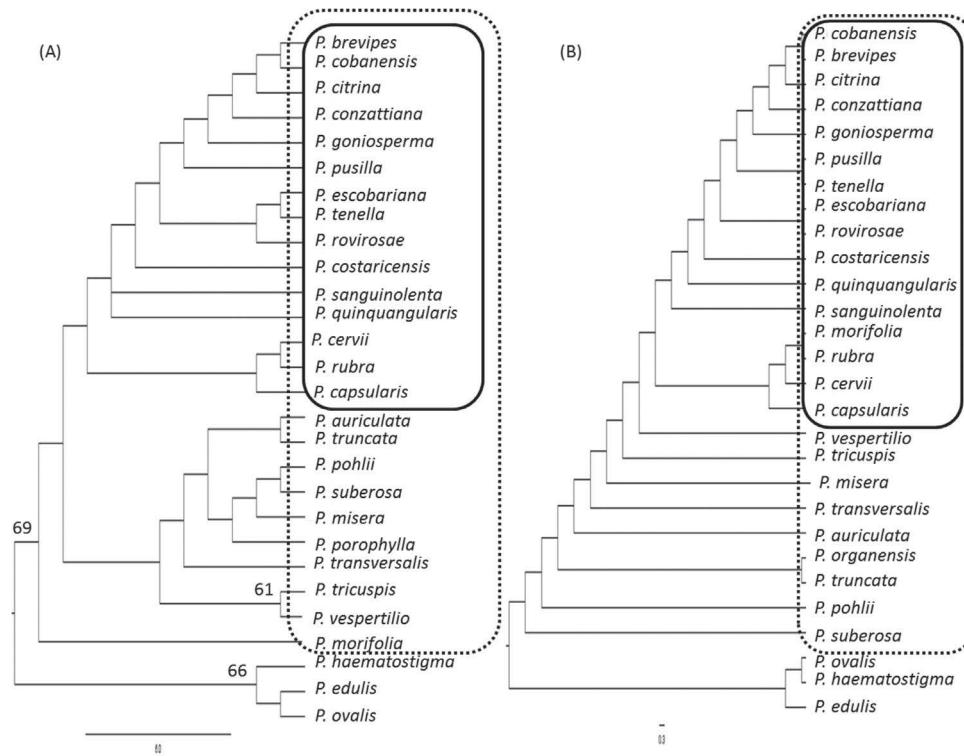 (A)
P. brevipes
P. cobanensis
P. citrina
P. conzattiana
P. goniosperma
P. pusilla
P. escobariana
P. tenella
P. rovirosae
P. costaricensis
P. sanguinolenta
P. quinquangularis
P. cervii
P. rubra
P. capsularis
P. auriculata
P. truncata
P. pohlii
P. suberosa
P. misera
P. porophylla
P. transversalis
P. tricuspis
P. vespertilio
P. morifolia
P. haematostigma
P. edulis
P. ovalis
69
61
66
(B)
P. cobanensis
P. brevipes
P. citrina
P. conzattiana
P. goniosperma
P. pusilla
P. tenella
P. escobariana
P. rovirosae
P. costaricensis
P. quinquangularis
P. sanguinolenta
P. morifolia
P. rubra
P. cervii
P. capsularis
P. vespertilio
P. tricuspis
P. misera
P. transversalis
P. auriculata
P. organensis
P. truncata
P. pohlii
P. suberosa
P. ovalis
P. haematostigma
P. edulis